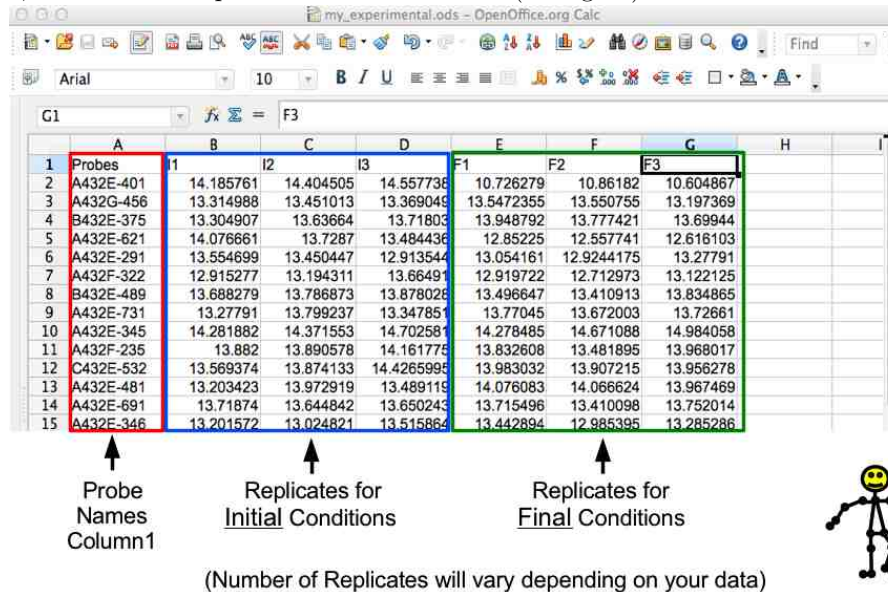 my_experimental.ods - OpenOffice.org Calc
Find
Arial 10 B I U
G1 F3
A B C D E F G H I
1 Probes I1 I2 I3 F1 F2 F3
2 A432E-401 14.185761 14.404505 14.557738 10.726279 10.86182 10.604867
3 A432G-456 13.314988 13.451013 13.369049 13.5472355 13.550755 13.197369
4 B432E-375 13.304907 13.63664 13.71803 13.948792 13.777421 13.69944
5 A432E-621 14.076661 13.7287 13.484436 12.85225 12.557741 12.616103
6 A432E-291 13.554699 13.450447 12.913544 13.054161 12.9244175 13.27791
7 A432F-322 12.915277 13.194311 13.66491 12.919722 12.712973 13.122125
8 B432E-489 13.688279 13.786873 13.878028 13.496647 13.410913 13.834865
9 A432E-731 13.27791 13.799237 13.347851 13.77045 13.672003 13.72661
10 A432E-345 14.281882 14.371553 14.702581 14.278485 14.671088 14.984058
11 A432F-235 13.882 13.890578 14.161775 13.832608 13.481895 13.968017
12 C432E-532 13.569374 13.874133 14.4265995 13.983032 13.907215 13.956278
13 A432E-481 13.203423 13.972919 13.489119 14.076083 14.066624 13.967469
14 A432E-691 13.71874 13.644842 13.650243 13.715496 13.410098 13.752014
15 A432E-346 13.201572 13.024821 13.515864 13.442894 12.985395 13.285286
Probe
Names
Column1
Replicates for
Initial Conditions
Replicates for
Final Conditions
(Number of Replicates will vary depending on your data)